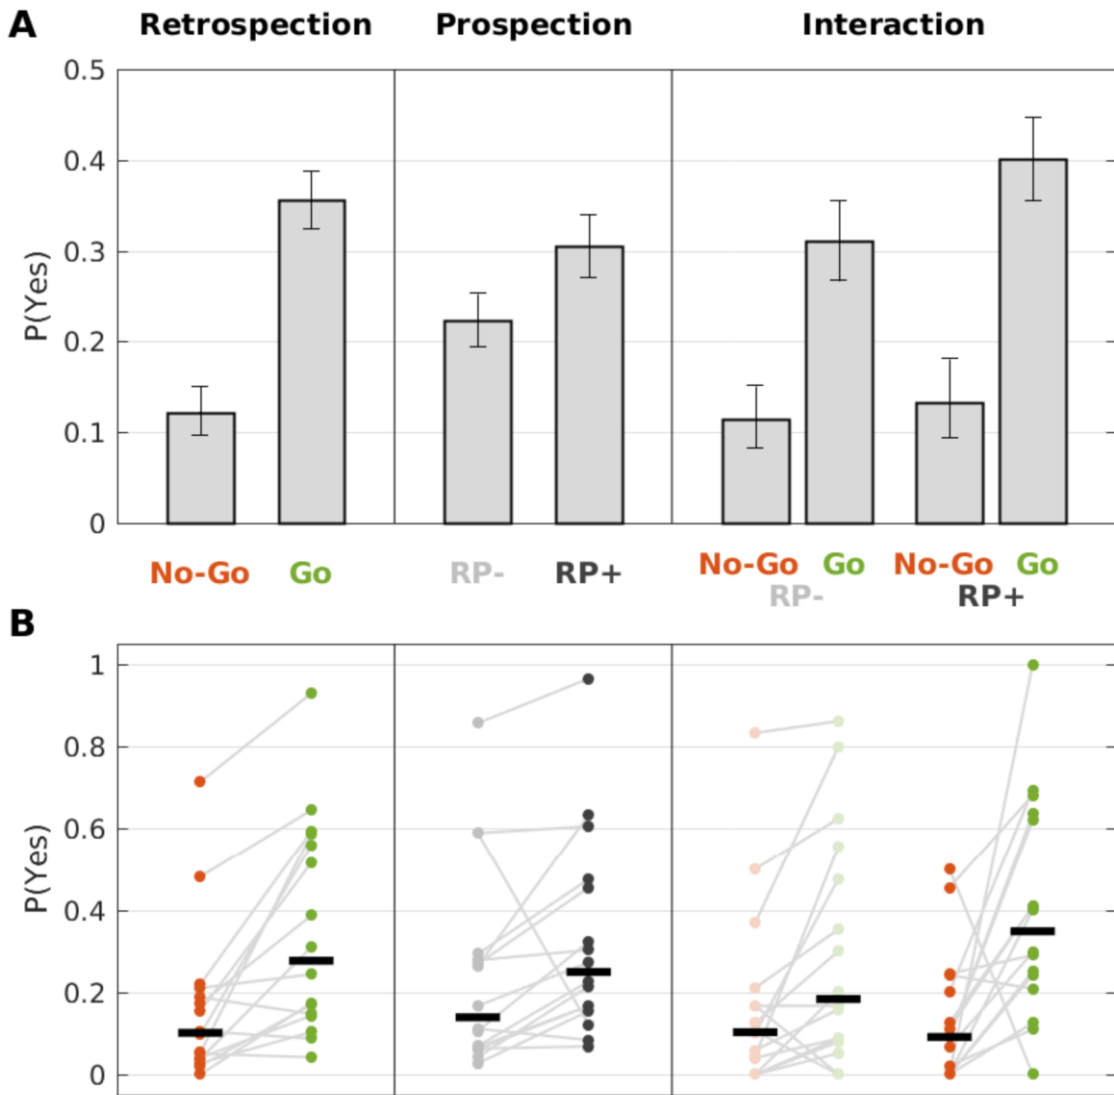 A
Retrospection Prospection Interaction
0.5
0.4
0.3
0.2
0.1
0
P(Yes)
No-Go Go RP- RP+ No-Go Go No-Go Go
RP- RP+
B
1
0.8
0.6
0.4
0.2
0
P(Yes)